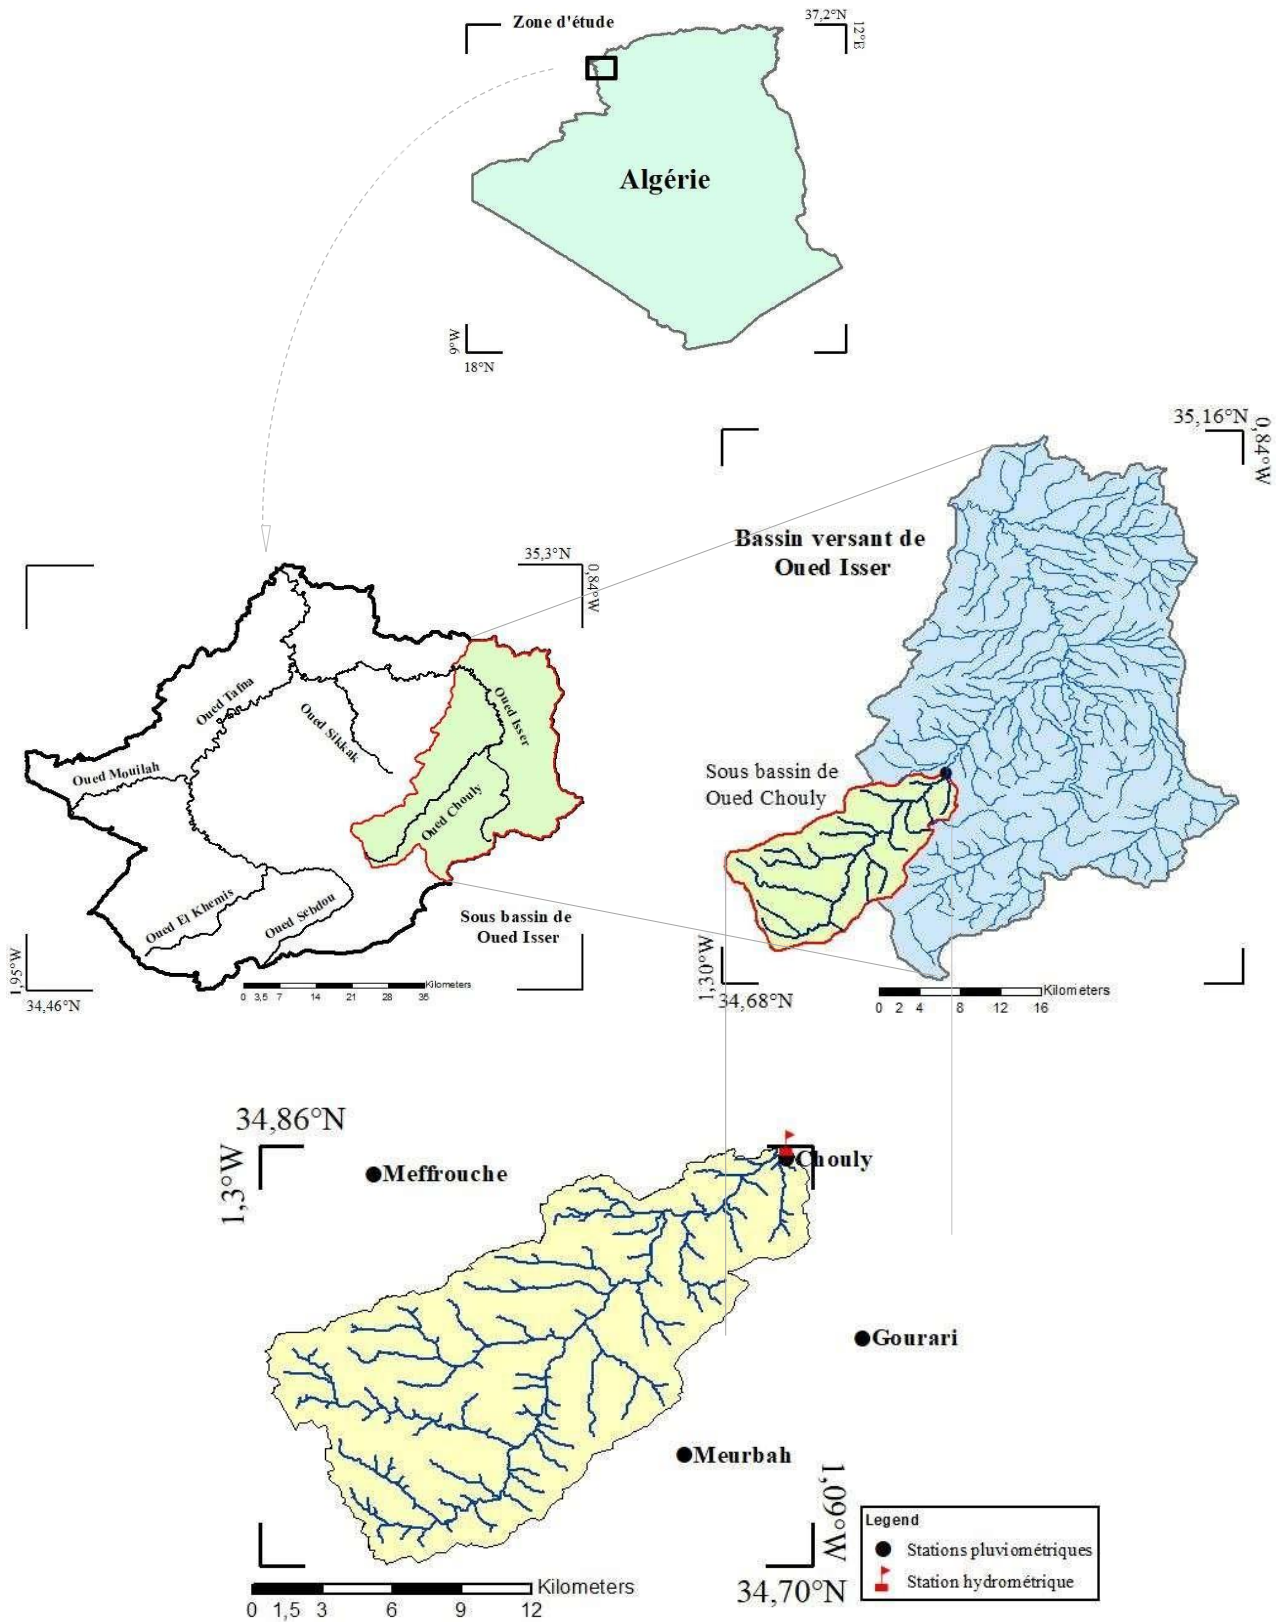 Zone d'étude
37,2°N
12°E
Algérie
9°W
18°N
35,16°N
0,84°W
Bassin versant de
Oued Isser
35,3°N
0,84°W
Oued Tafna
Oued Isser
Oued Sikkak
Oued Mouilah
Oued Chouly
Sous bassin de
Oued Chouly
Oued El Khemis
Oued Sebdou
Sous bassin de
Oued Isser
1,95°W
34,46°N
Kilometers
0 3,5 7 14 21 28 35
1,30°W
34,68°N
Kilometers
0 2 4 8 12 16
34,86°N
1,3°W
Meffrouche
Chouly
Gourari
Meurbah
1,09°W
34,70°N
Legend
Stations pluviométriques
Station hydrométrique
Kilometers
0 1,5 3 6 9 12